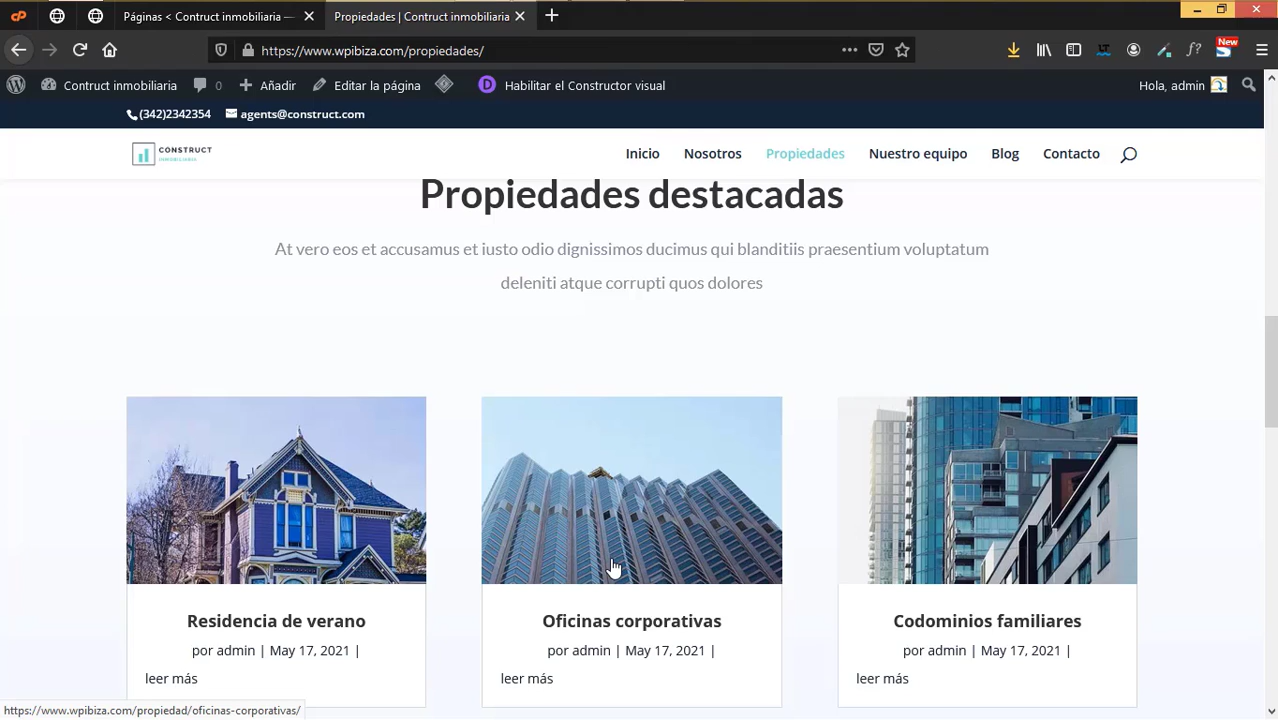 Páginas < Contruct inmobiliaria —
Propiedades | Contruct inmobiliaria
https://www.wpibiza.com/propiedades/
New
Contruct inmobiliaria
0
Añadir
Editar la página
D
Habilitar el Constructor visual
Hola, admin
(342)2342354
agents@construct.com
CONSTRUCT
INMOBILIARIA
Inicio
Nosotros
Propiedades
Nuestro equipo
Blog
Contacto
Propiedades destacadas
At vero eos et accusamus et iusto odio dignissimos ducimus qui blanditiis praesentium voluptatum
deleniti atque corrupti quos dolores
Residencia de verano
por admin | May 17, 2021 |
leer más
Oficinas corporativas
por admin | May 17, 2021 |
leer más
Codominios familiares
por admin | May 17, 2021 |
leer más
https://www.wpibiza.com/propiedad/oficinas-corporativas/